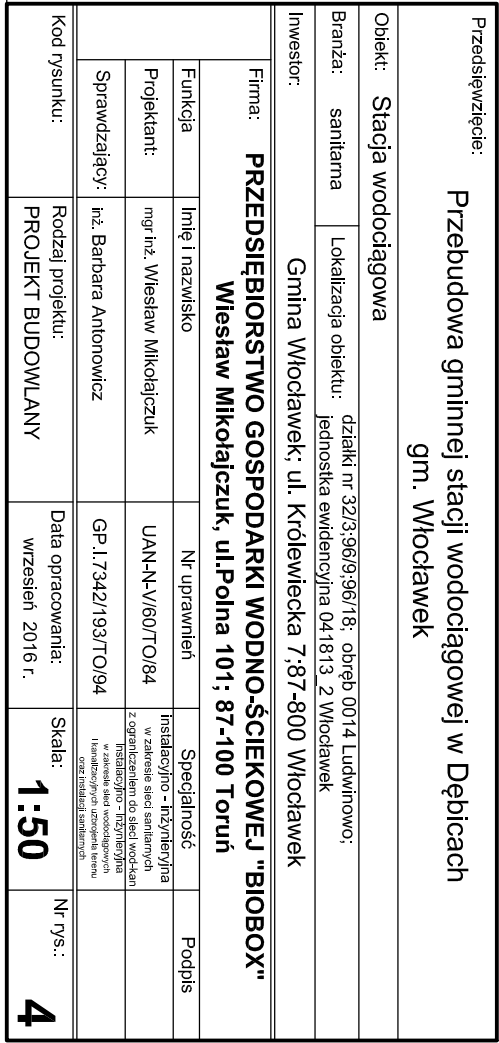 Przedsięwzięcie:
Przebudowa gminnej stacji wodociągowej w Dębicach
gm. Włocławek
Obiekt: Stacja wodociągowa
Branża: sanitarna
Lokalizacja obiektu: działki nr 32/3;96/9;96/18; obręb 0014 Ludwinowo;
jednostka ewidencyjna 041813_2 Włocławek
Inwestor: Gmina Włocławek; ul. Królewiecka 7;87-800 Włocławek
Firma: PRZEDSIĘBIORSTWO GOSPODARKI WODNO-ŚCIEKOWEJ "BIOBOX"
Wiesław Mikołajczuk, ul.Polna 101; 87-100 Toruń
Funkcja Imię i nazwisko Nr uprawnień Specjalność Podpis
Projektant: mgr inż. Wiesław Mikołajczuk UAN-N-V/60/TO/84
instalacyjno - inżynieryjna
w zakresie sieci sanitarnych
z ograniczeniem do sieci wod-kan
Sprawdzający: inż. Barbara Antonowicz GP.I.7342/193/TO/94
Instalacyjno - Inżynieryjna
w zakresie sieci wodociągowych
i kanalizacyjnych uzbrojenia terenu
oraz instalacji sanitarnych
Kod rysunku:
Rodzaj projektu:
PROJEKT BUDOWLANY
Data opracowania:
wrzesień 2016 r.
Skala:
1:50
Nr rys.:
4